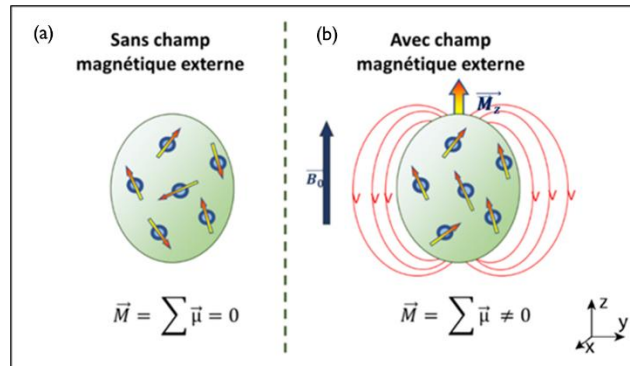 (a)
Sans champ
magnétique externe
M⃗ = ∑ μ⃗ = 0
(b)
Avec champ
magnétique externe
M⃗z
B⃗0
M⃗ = ∑ μ⃗ ≠ 0
z
y
x